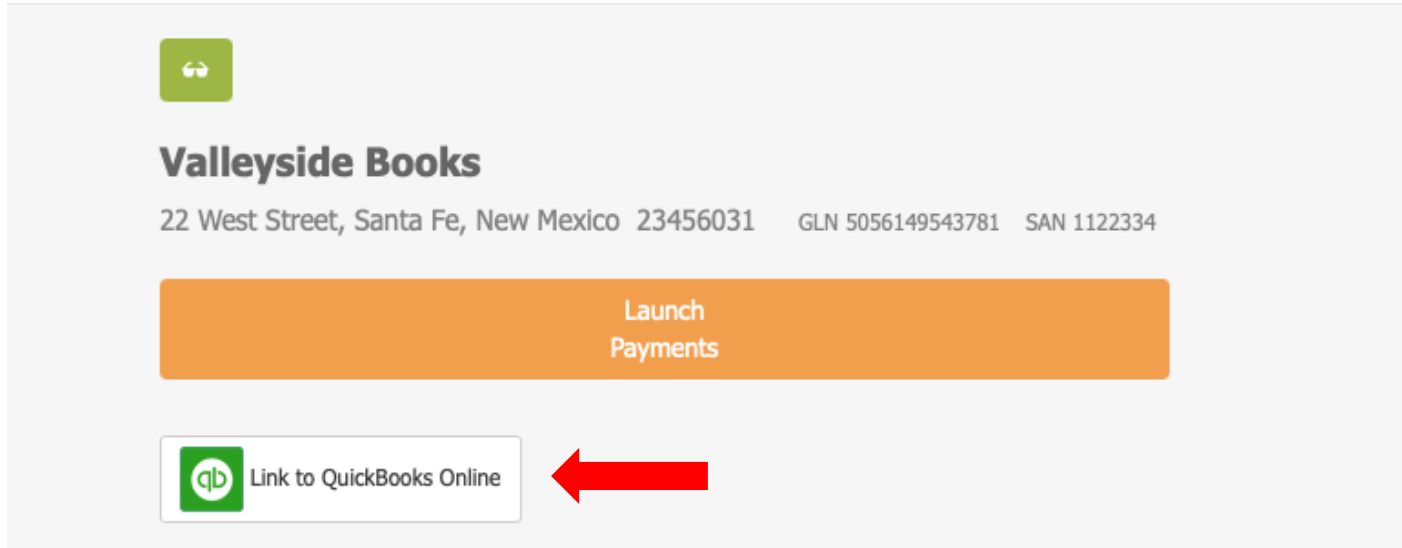 Valleyside Books
22 West Street, Santa Fe, New Mexico 23456031 GLN 5056149543781 SAN 1122334
Launch
Payments
qb Link to QuickBooks Online